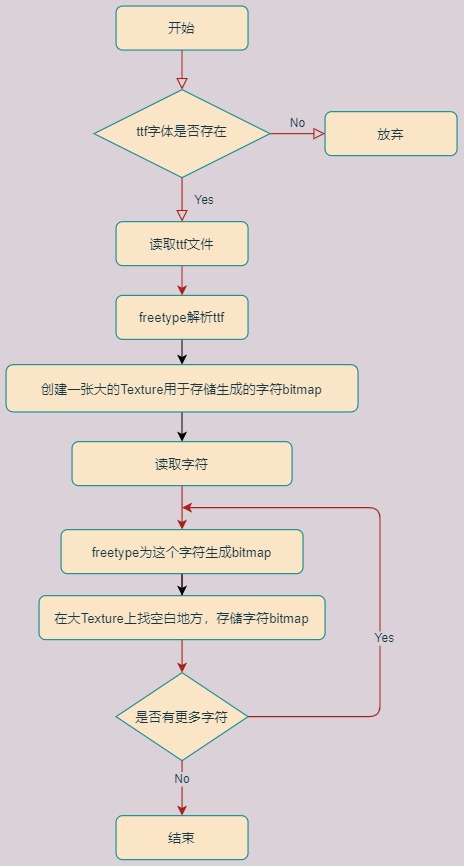 开始
ttf字体是否存在
No
放弃
Yes
读取ttf文件
freetype解析ttf
创建一张大的Texture用于存储生成的字符bitmap
读取字符
freetype为这个字符生成bitmap
在大Texture上找空白地方，存储字符bitmap
Yes
是否有更多字符
No
结束